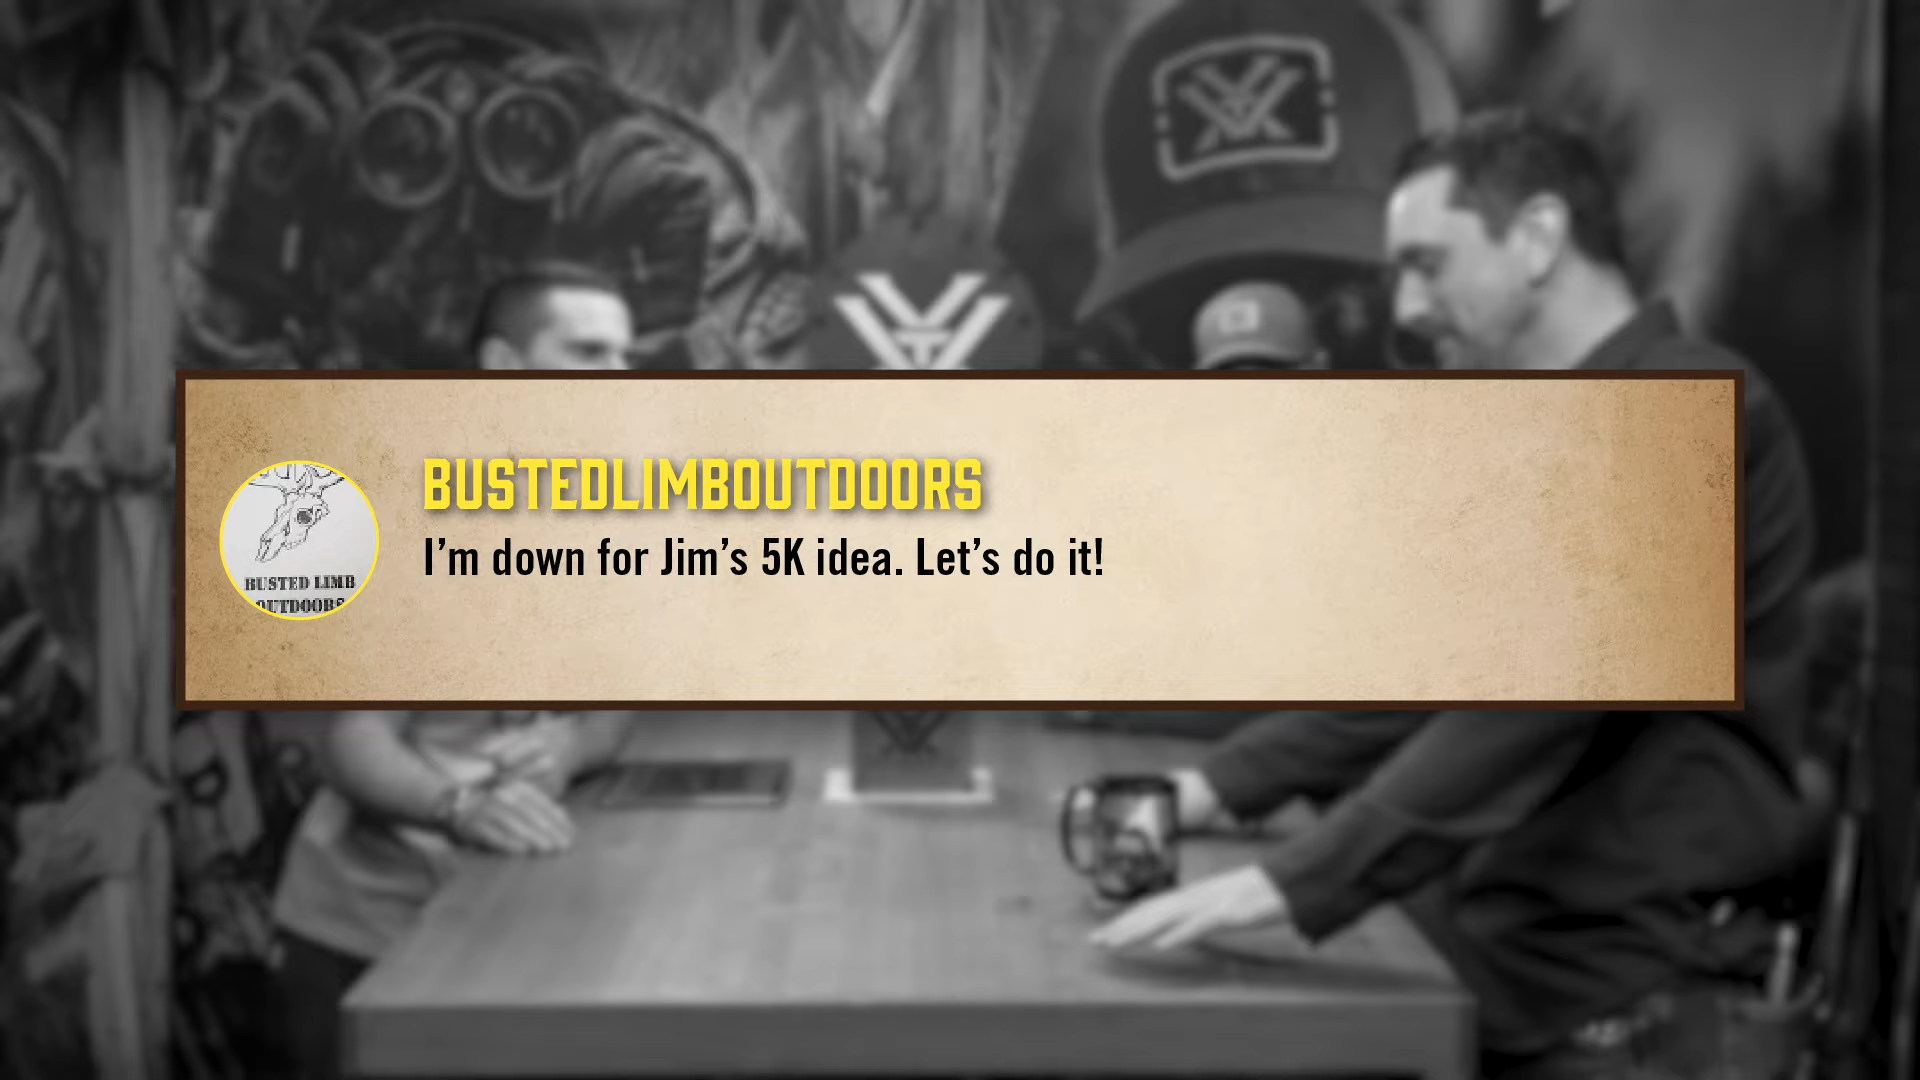 BUSTEDLIMBOUTDOORS
I’m down for Jim’s 5K idea. Let’s do it!
BUSTED LIMB
OUTDOORS